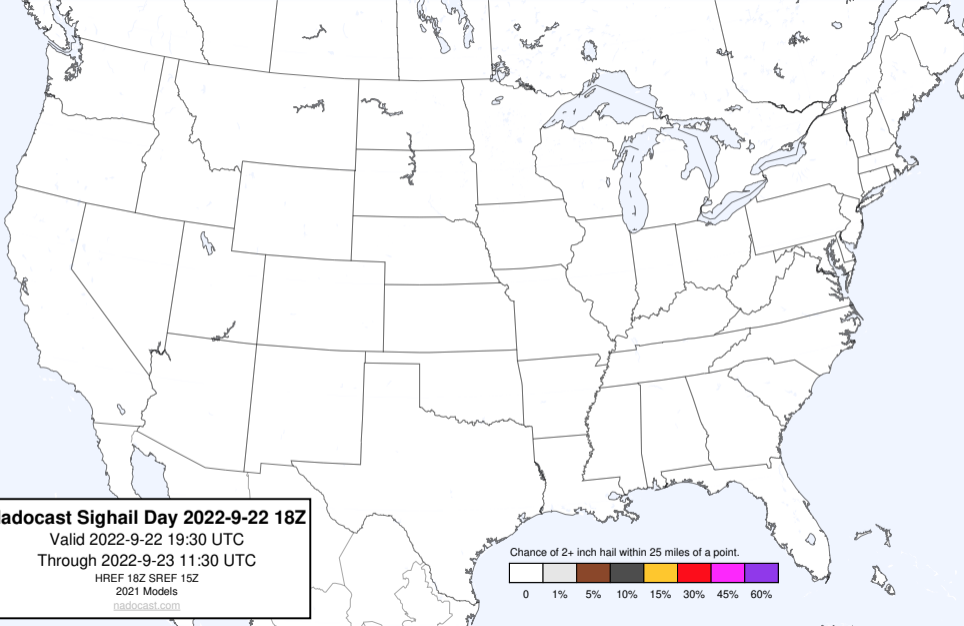 adocast Sighail Day 2022-9-22 18Z
Valid 2022-9-22 19:30 UTC
Through 2022-9-23 11:30 UTC
HREF 18Z SREF 15Z
2021 Models
nadocast.com
Chance of 2+ inch hail within 25 miles of a point.
0 1% 5% 10% 15% 30% 45% 60%